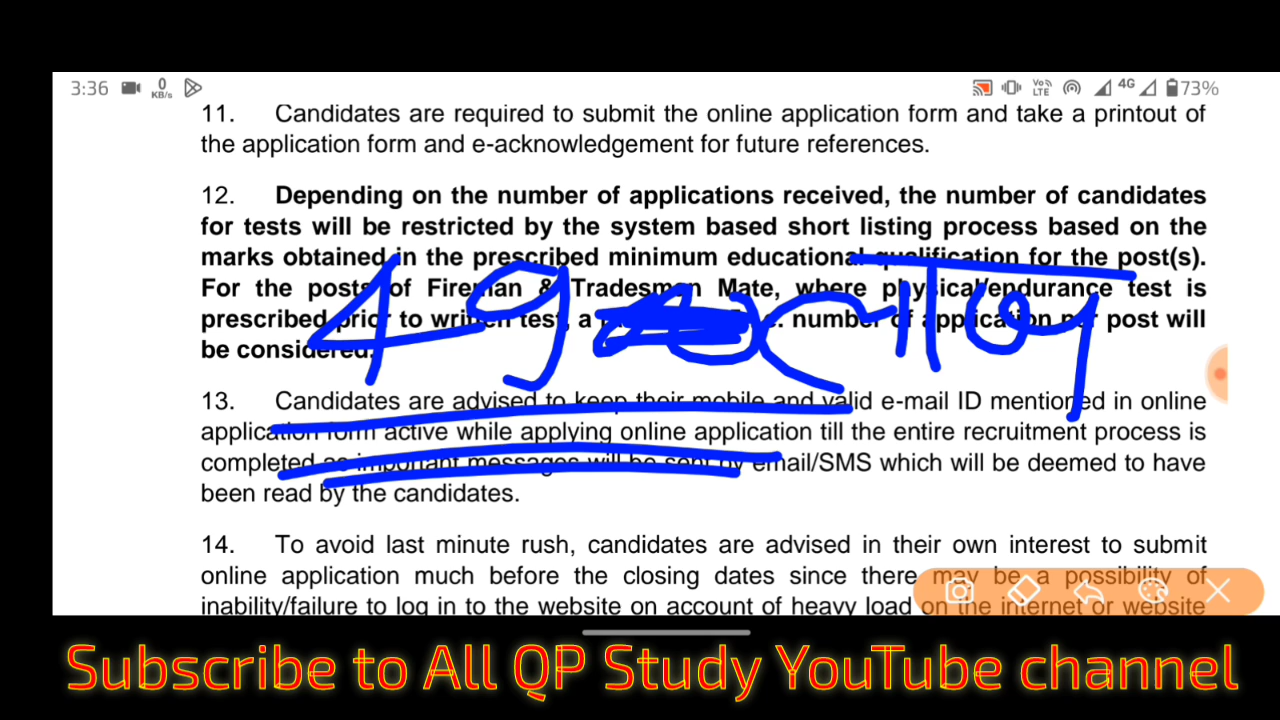 3:36 0 KB/s Vo LTE 4G 73%
11. Candidates are required to submit the online application form and take a printout of
the application form and e-acknowledgement for future references.
12. Depending on the number of applications received, the number of candidates
for tests will be restricted by the system based short listing process based on the
marks obtained in the prescribed minimum educational qualification for the post(s).
For the posts of Fireman & Tradesman Mate, where physical/endurance test is
prescribed prior to written test, a number of application per post will
be considered.
13. Candidates are advised to keep their mobile and valid e-mail ID mentioned in online
application form active while applying online application till the entire recruitment process is
completed as important messages will be sent by email/SMS which will be deemed to have
been read by the candidates.
14. To avoid last minute rush, candidates are advised in their own interest to submit
online application much before the closing dates since there may be a possibility of
inability/failure to log in to the website on account of heavy load on the internet or website
Subscribe to All QP Study YouTube channel